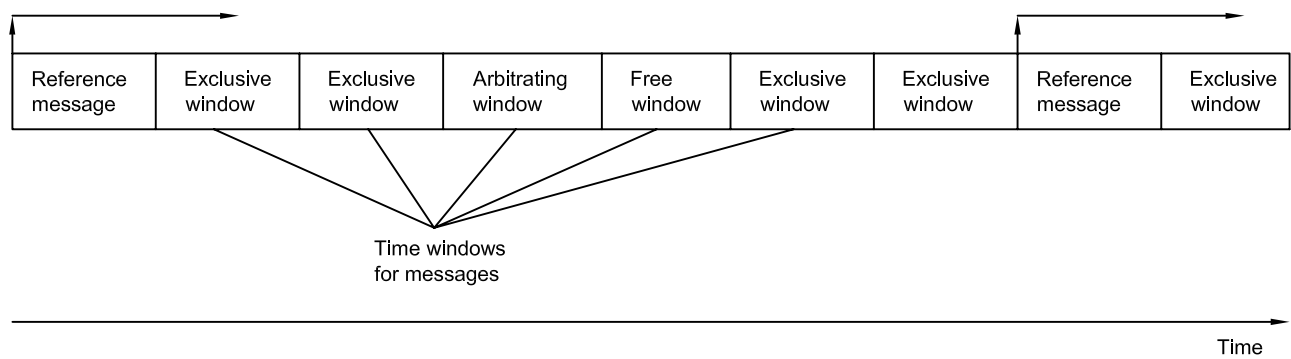 Reference
message
Exclusive
window
Exclusive
window
Arbitrating
window
Free
window
Exclusive
window
Exclusive
window
Reference
message
Exclusive
window
Time windows
for messages
Time